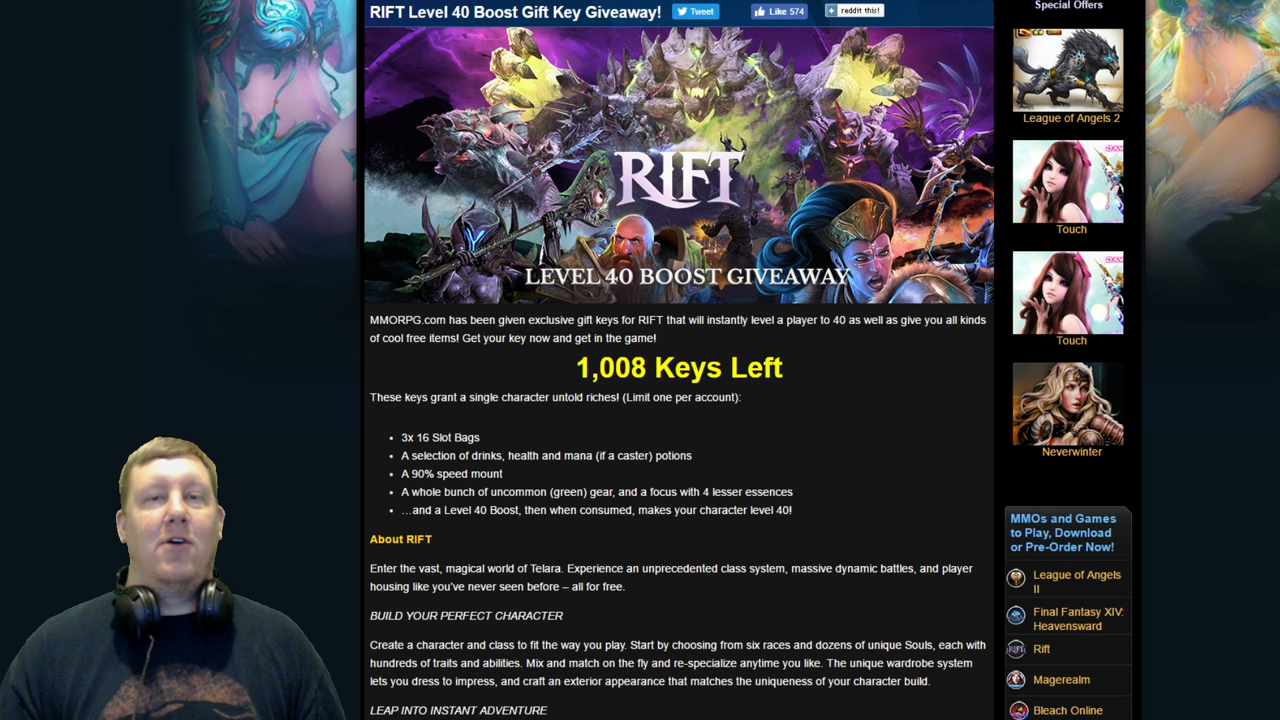 RIFT Level 40 Boost Gift Key Giveaway!
Tweet
Like 574
reddit this!
RIFT
LEVEL 40 BOOST GIVEAWAY
MMORPG.com has been given exclusive gift keys for RIFT that will instantly level a player to 40 as well as give you all kinds
of cool free items! Get your key now and get in the game!
1,008 Keys Left
These keys grant a single character untold riches! (Limit one per account):
3x 16 Slot Bags
A selection of drinks, health and mana (if a caster) potions
A 90% speed mount
A whole bunch of uncommon (green) gear, and a focus with 4 lesser essences
…and a Level 40 Boost, then when consumed, makes your character level 40!
About RIFT
Enter the vast, magical world of Telara. Experience an unprecedented class system, massive dynamic battles, and player
housing like you've never seen before – all for free.
BUILD YOUR PERFECT CHARACTER
Create a character and class to fit the way you play. Start by choosing from six races and dozens of unique Souls, each with
hundreds of traits and abilities. Mix and match on the fly and re-specialize anytime you like. The unique wardrobe system
lets you dress to impress, and craft an exterior appearance that matches the uniqueness of your character build.
LEAP INTO INSTANT ADVENTURE
Special Offers
League of Angels 2
Touch
Touch
Neverwinter
MMOs and Games
to Play, Download
or Pre-Order Now!
League of Angels
II
Final Fantasy XIV:
Heavensward
Rift
Magerealm
Bleach Online